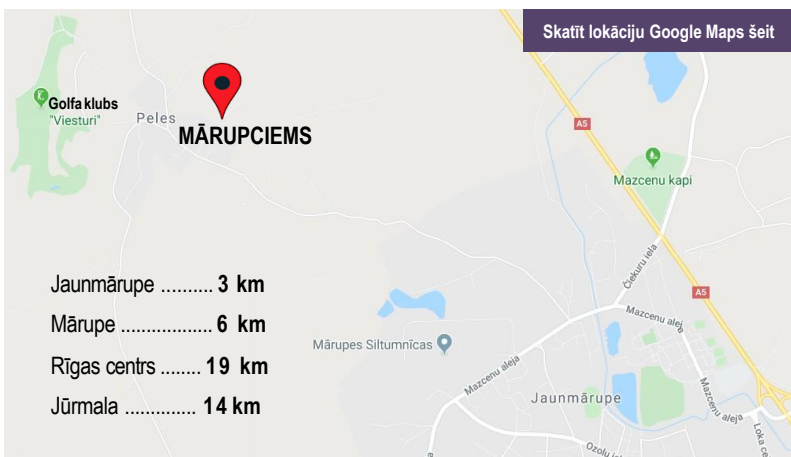 Skatīt lokāciju Google Maps šeit
Golfa klubs
"Viesturi"
Peles
MĀRUPCIEMS
A5
Mazcenu kapi
Čiekuru iela
A5
Jaunmārupe .......... 3 km
Mārupe .................. 6 km
Rīgas centrs ........ 19 km
Jūrmala .............. 14 km
Mazcenu aleja
Mārupes Siltumnīcas
Mazcenu aleja
Jaunmārupe
Mazcenu aleja
Ozolu
Loka